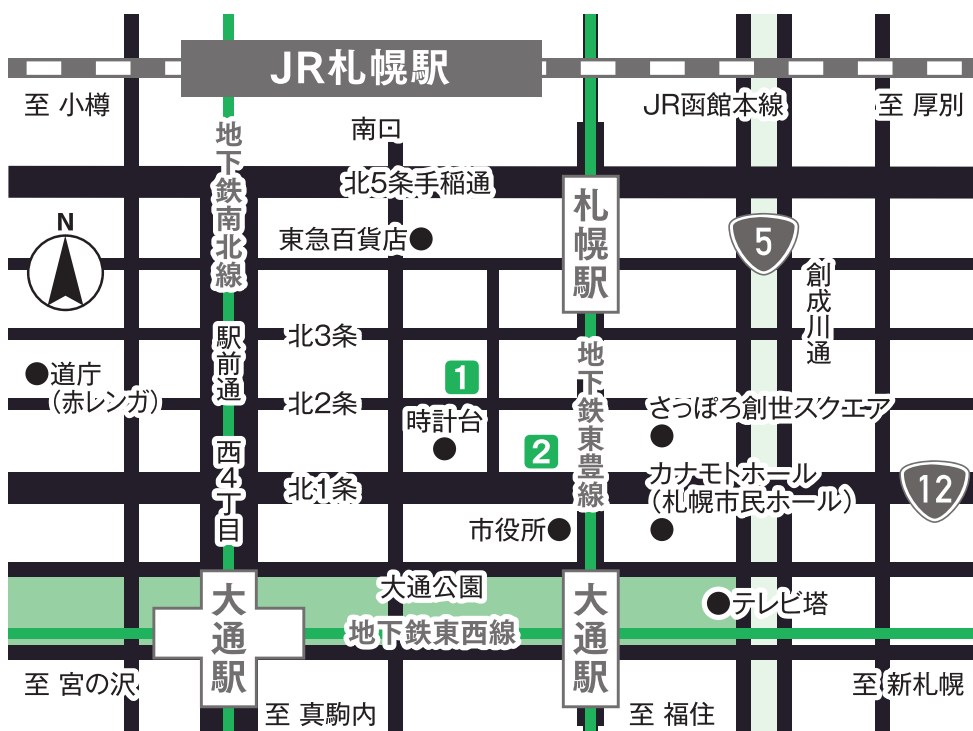 JR札幌駅
至 小樽
JR函館本線
至 厚別
南口
地下鉄南北線
北5条手稲通
札幌駅
N
東急百貨店
5
創成川通
駅前通
北3条
地下鉄東豊線
道庁
(赤レンガ)
1
北2条
時計台
さっぽろ創世スクエア
西4丁目
2
カナモトホール
(札幌市民ホール)
12
北1条
市役所
大通公園
大通駅
大通駅
テレビ塔
地下鉄東西線
至 宮の沢
至 新札幌
至 真駒内
至 福住